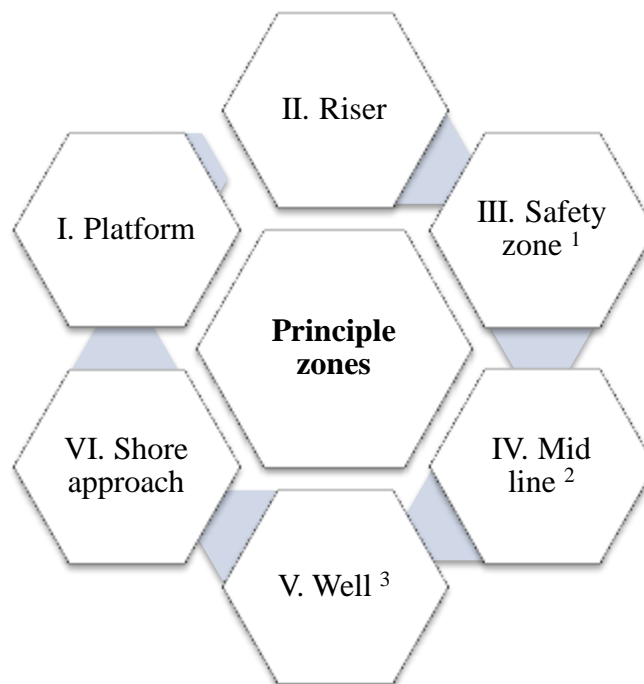 II. Riser
I. Platform
III. Safety
zone ¹
Principle
zones
VI. Shore
approach
IV. Mid
line ²
V. Well ³